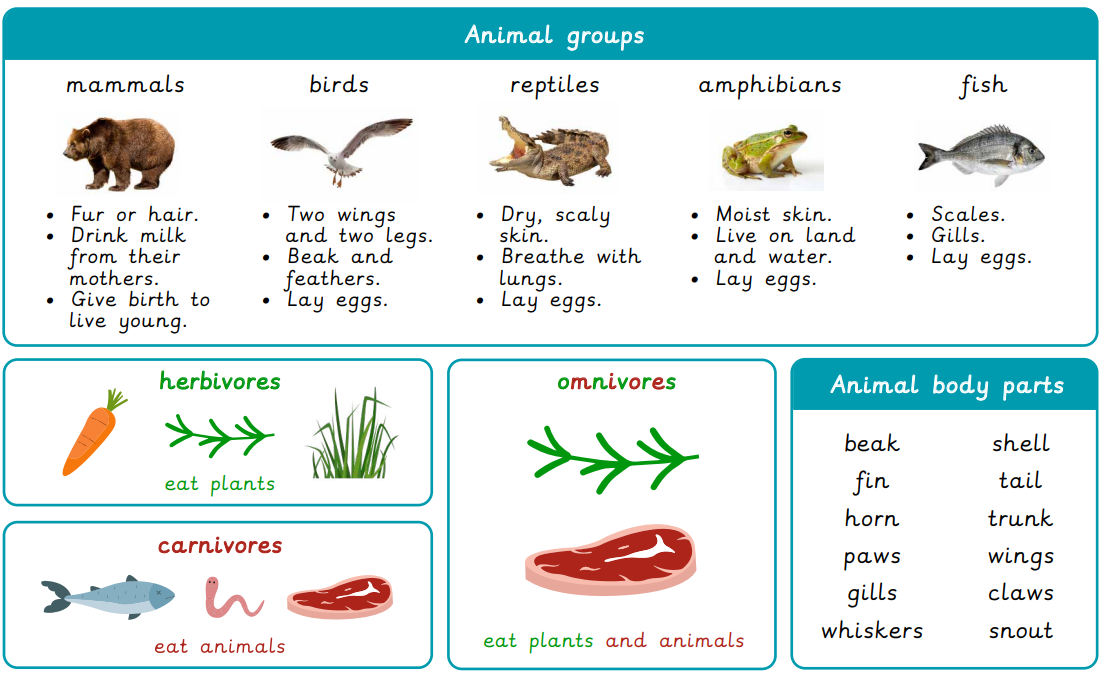 Animal groups
mammals
• Fur or hair.
• Drink milk
from their
mothers.
• Give birth to
live young.
birds
• Two wings
and two legs.
• Beak and
feathers.
• Lay eggs.
reptiles
• Dry, scaly
skin.
• Breathe with
lungs.
• Lay eggs.
amphibians
• Moist skin.
• Live on land
and water.
• Lay eggs.
fish
• Scales.
• Gills.
• Lay eggs.
herbivores
eat plants
carnivores
eat animals
omnivores
eat plants and animals
Animal body parts
beak
fin
horn
paws
gills
whiskers
shell
tail
trunk
wings
claws
snout